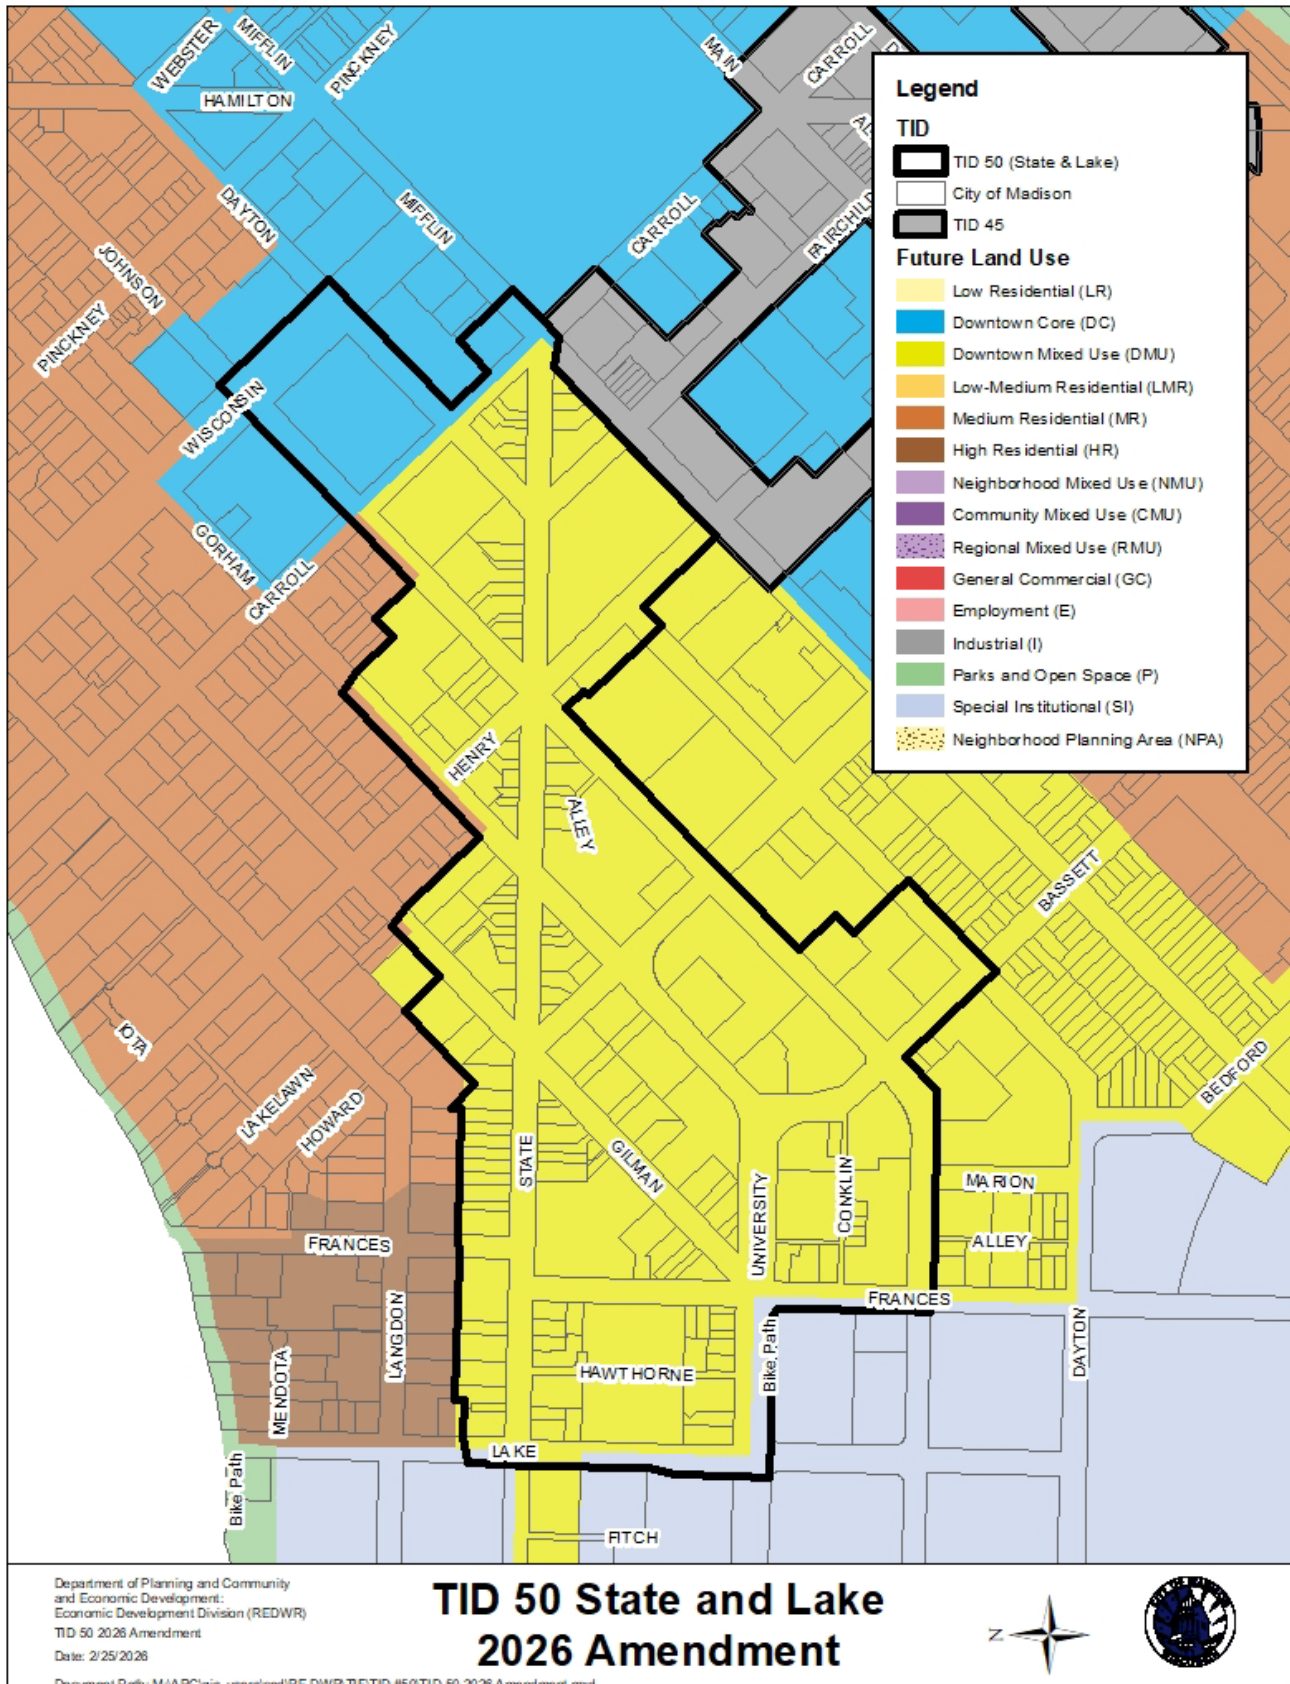 WEBSTER
MIFFLIN
PINCKNEY
HAMILTON
MAIN
CARROLL
DAYTON
MIFFLIN
CARROLL
FAIRCHILD
JOHNSON
PINCKNEY
WISCONSIN
GORHAM
CARROLL
HENRY
ALLEY
BASSETT
IOTA
LAKELAWN
HOWARD
STATE
GILMAN
UNIVERSITY
CONKLIN
MARION
ALLEY
BEDFORD
FRANCES
FRANCES
LANGDON
MENDOTA
HAWTHORNE
Bike Path
DAYTON
LAKE
Bike Path
FITCH
Legend
TID
TID 50 (State & Lake)
City of Madison
TID 45
Future Land Use
Low Residential (LR)
Downtown Core (DC)
Downtown Mixed Use (DMU)
Low-Medium Residential (LMR)
Medium Residential (MR)
High Residential (HR)
Neighborhood Mixed Use (NMU)
Community Mixed Use (CMU)
Regional Mixed Use (RMU)
General Commercial (GC)
Employment (E)
Industrial (I)
Parks and Open Space (P)
Special Institutional (SI)
Neighborhood Planning Area (NPA)
Department of Planning and Community
and Economic Development:
Economic Development Division (REDWR)
TID 50 2026 Amendment
Date: 2/25/2026
TID 50 State and Lake
2026 Amendment
N